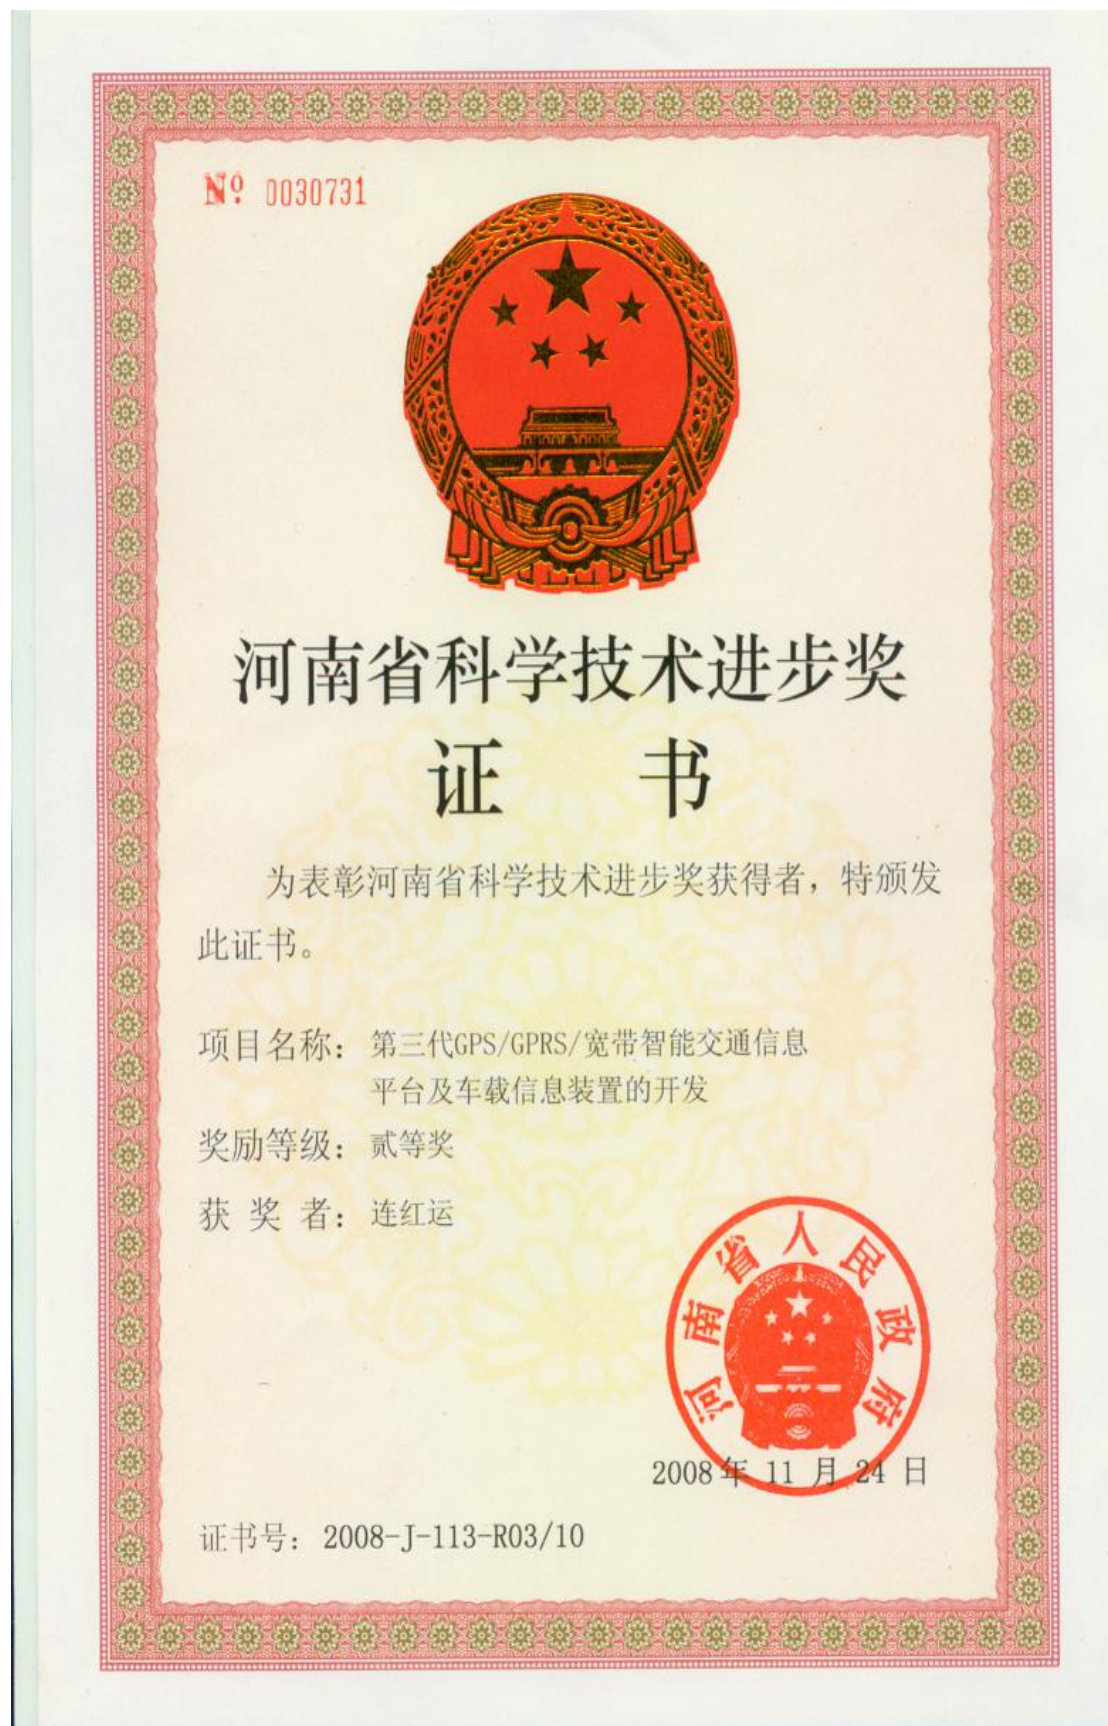 Nº 0030731
河南省科学技术进步奖
证 书
为表彰河南省科学技术进步奖获得者，特颁发
此证书。
项目名称：第三代GPS/GPRS/宽带智能交通信息
平台及车载信息装置的开发
奖励等级：贰等奖
获 奖 者：连红运
河南省人民政府
2008年 11 月 24 日
证书号：2008-J-113-R03/10